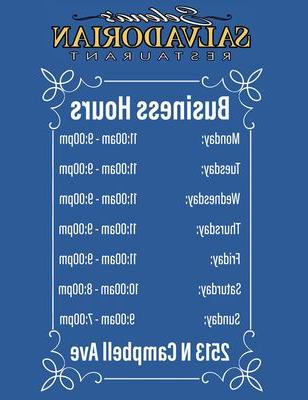 Selena's
SALVADORIAN
~ RESTAURANT ~
Business Hours
Monday: 11:00am - 9:00pm
Tuesday: 11:00am - 9:00pm
Wednesday: 11:00am - 9:00pm
Thursday: 11:00am - 9:00pm
Friday: 11:00am - 9:00pm
Saturday: 10:00am - 8:00pm
Sunday: 9:00am - 7:00pm
2513 N Campbell Ave